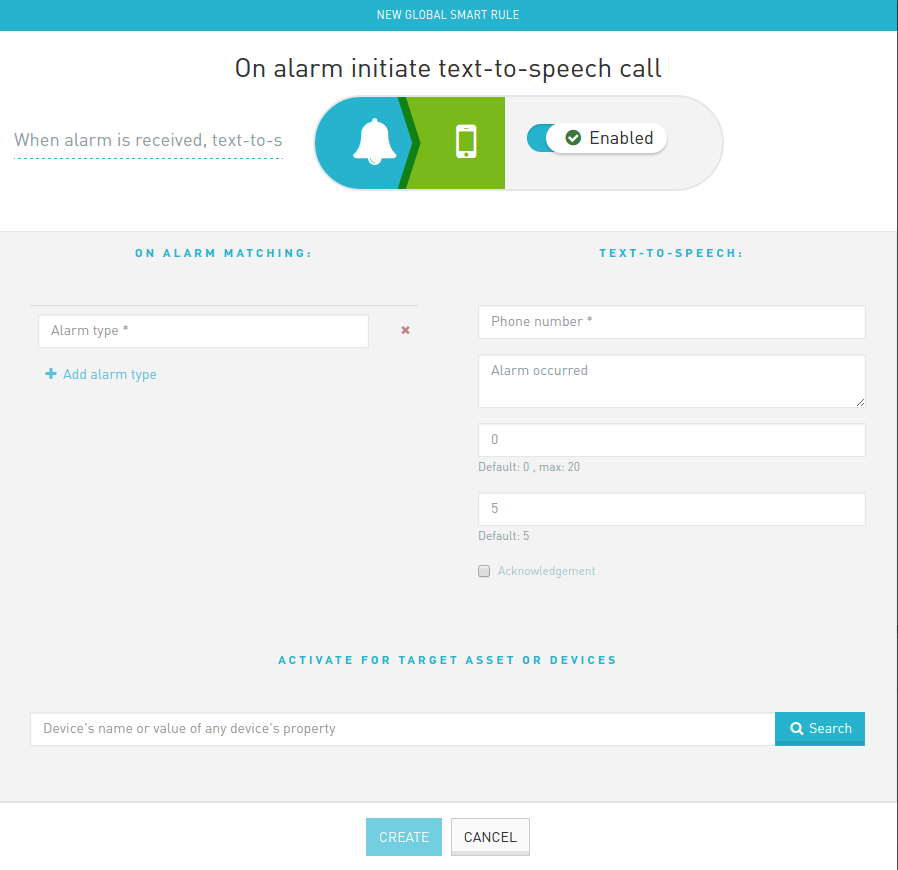 NEW GLOBAL SMART RULE
On alarm initiate text-to-speech call
When alarm is received, text-to-s
Enabled
ON ALARM MATCHING:
Alarm type *
Add alarm type
TEXT-TO-SPEECH:
Phone number *
Alarm occurred
0
Default: 0 , max: 20
5
Default: 5
Acknowledgement
ACTIVATE FOR TARGET ASSET OR DEVICES
Device's name or value of any device's property
Search
CREATE
CANCEL